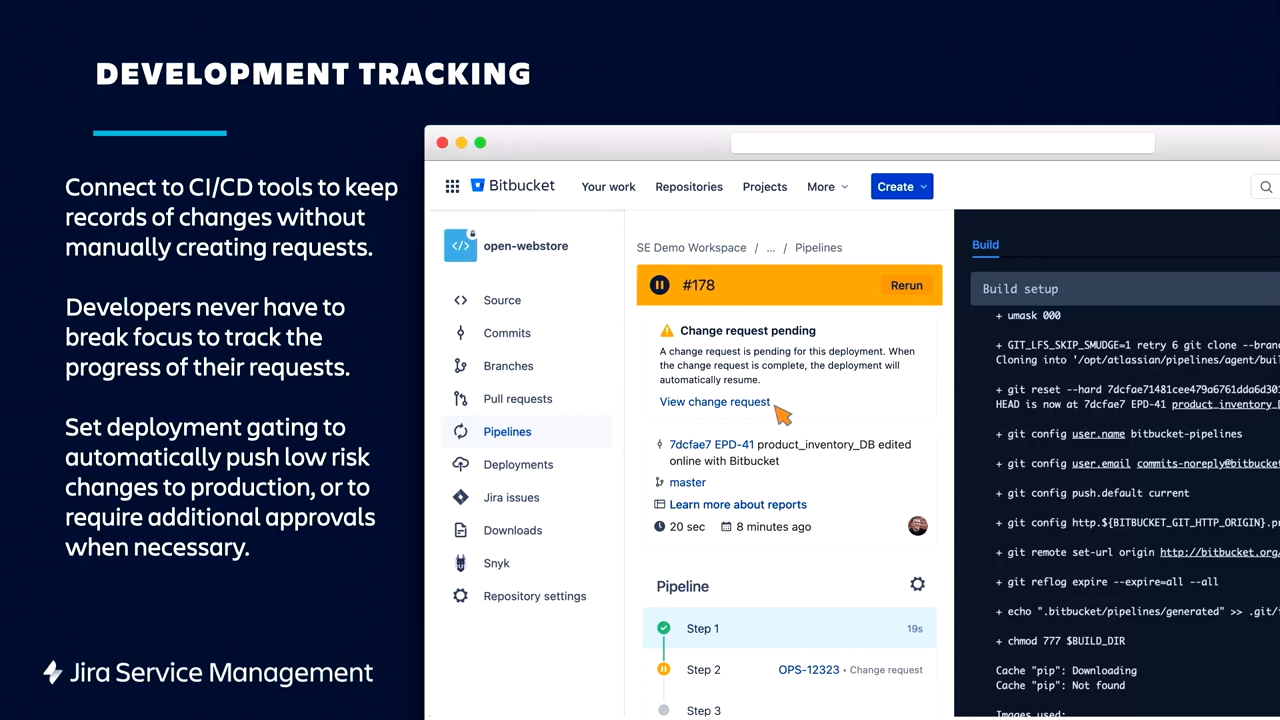 DEVELOPMENT TRACKING
Connect to CI/CD tools to keep
records of changes without
manually creating requests.
Developers never have to
break focus to track the
progress of their requests.
Set deployment gating to
automatically push low risk
changes to production, or to
require additional approvals
when necessary.
Jira Service Management
Bitbucket
Your work
Repositories
Projects
More
Create
open-webstore
Source
Commits
Branches
Pull requests
Pipelines
Deployments
Jira issues
Downloads
Snyk
Repository settings
SE Demo Workspace / ... / Pipelines
#178
Rerun
Change request pending
A change request is pending for this deployment. When
the change request is complete, the deployment will
automatically resume.
View change request
7dcfae7 EPD-41 product_inventory_DB edited
online with Bitbucket
master
Learn more about reports
20 sec 8 minutes ago
Pipeline
Step 1 19s
Step 2 OPS-12323 • Change request
Step 3
Build
Build setup
+ umask 000
+ GIT_LFS_SKIP_SMUDGE=1 retry 6 git clone --bran
Cloning into '/opt/atlassian/pipelines/agent/bui
+ git reset --hard 7dcfae71481cee479a6761dda6d30
HEAD is now at 7dcfae7 EPD-41 product_inventory_D
+ git config user.name bitbucket-pipelines
+ git config user.email commits-noreply@bitbucket
+ git config push.default current
+ git config http.${BITBUCKET_GIT_HTTP_ORIGIN}.p
+ git remote set-url origin http://bitbucket.org/
+ git reflog expire --expire=all --all
+ echo ".bitbucket/pipelines/generated" >> .git/
+ chmod 777 $BUILD_DIR
Cache "pip": Downloading
Cache "pip": Not found
Images used: